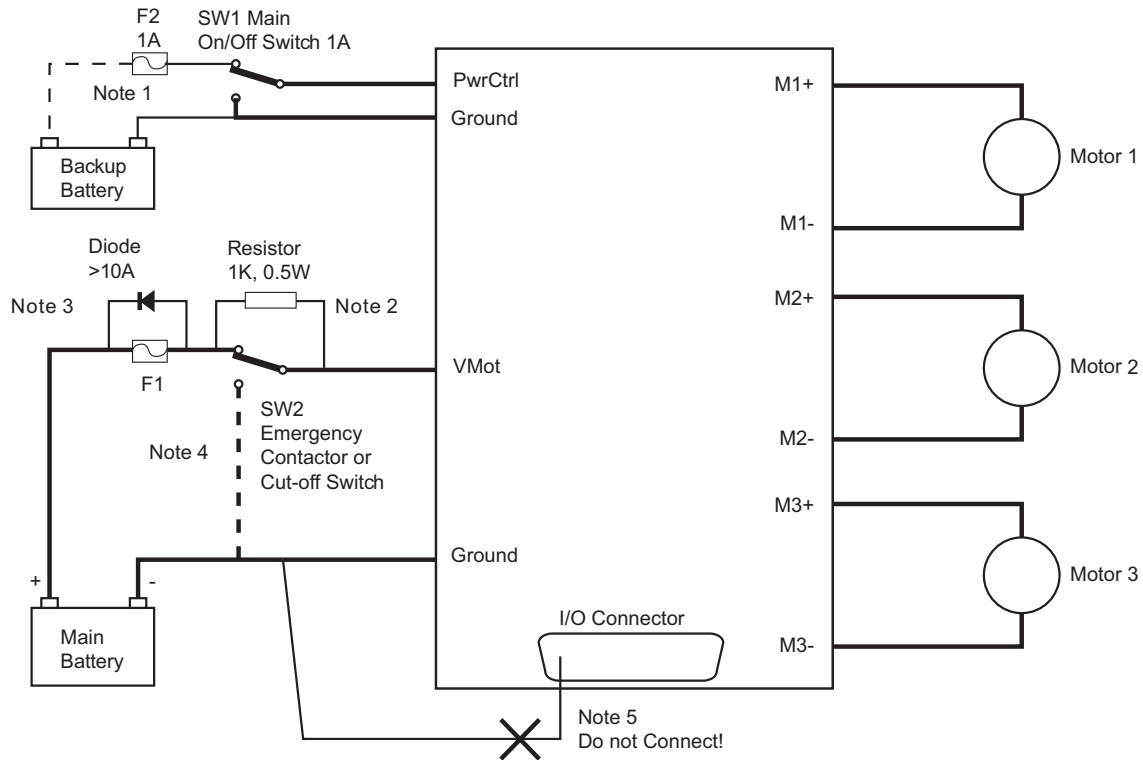 F2
1A
SW1 Main
On/Off Switch 1A
Note 1
Backup
Battery
PwrCtrl
Ground
M1+
Motor 1
M1-
Diode
>10A
Resistor
1K, 0.5W
Note 3
Note 2
F1
VMot
M2+
Motor 2
M2-
SW2
Emergency
Contactor or
Cut-off Switch
Note 4
M3+
Motor 3
M3-
Ground
+
-
Main
Battery
I/O Connector
Note 5
Do not Connect!